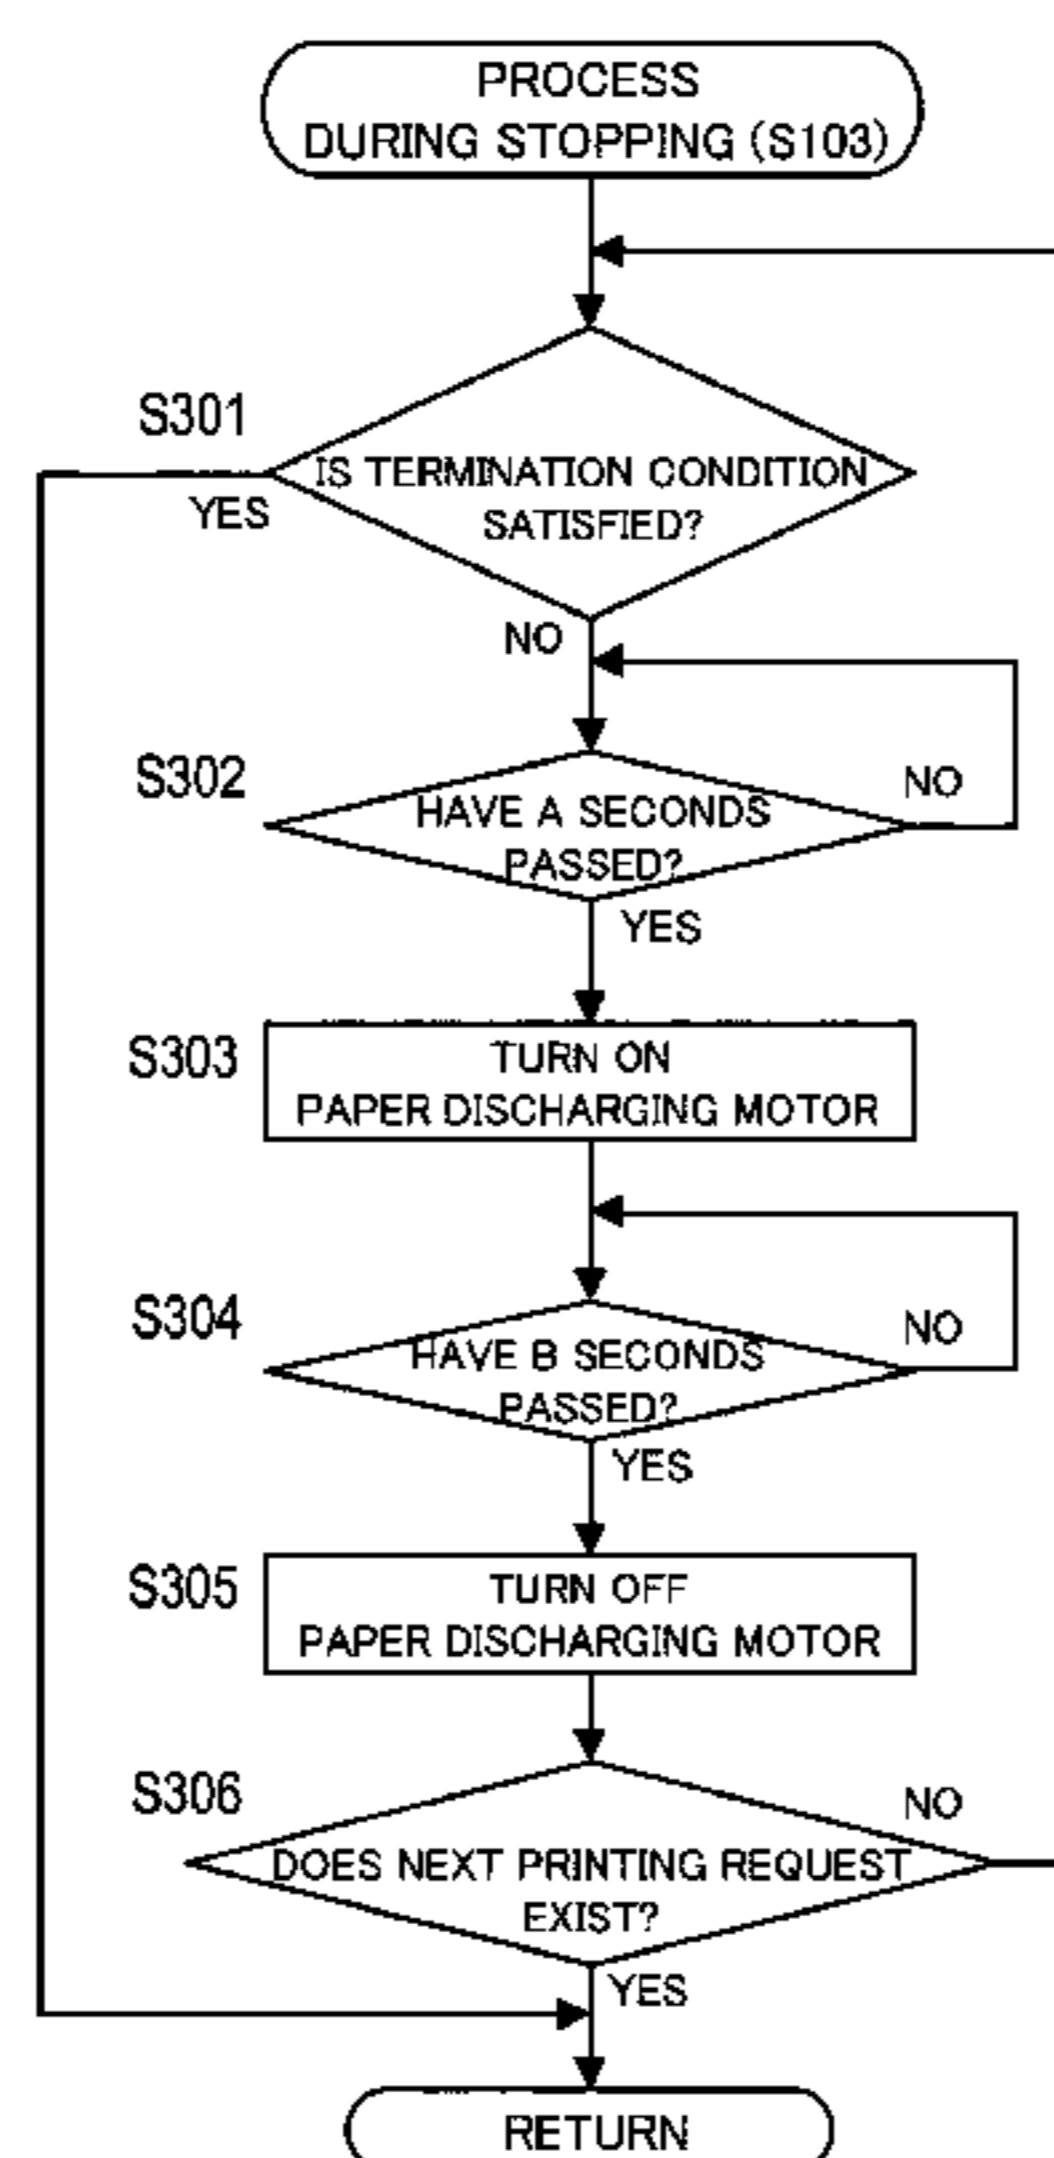 PROCESS
DURING STOPPING (S103)
S301
IS TERMINATION CONDITION
SATISFIED?
YES
NO
S302
HAVE A SECONDS
PASSED?
NO
YES
S303
TURN ON
PAPER DISCHARGING MOTOR
S304
HAVE B SECONDS
PASSED?
NO
YES
S305
TURN OFF
PAPER DISCHARGING MOTOR
S306
DOES NEXT PRINTING REQUEST
EXIST?
NO
YES
RETURN